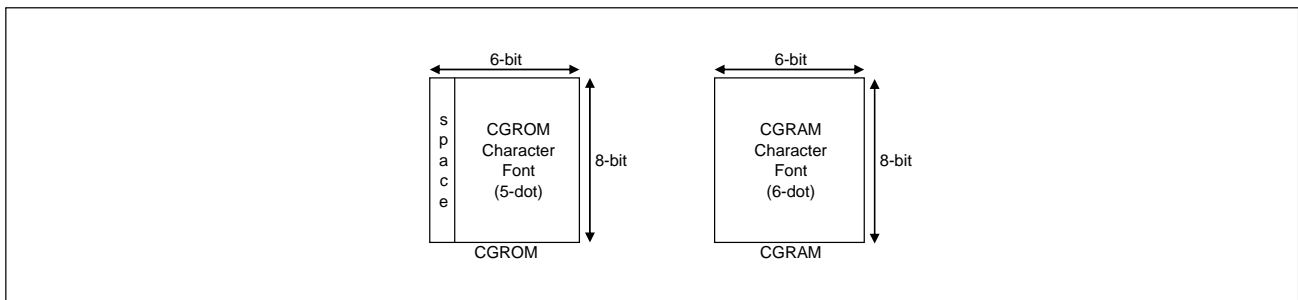 6-bit
space
CGROM
Character
Font
(5-dot)
8-bit
CGROM
6-bit
CGRAM
Character
Font
(6-dot)
8-bit
CGRAM